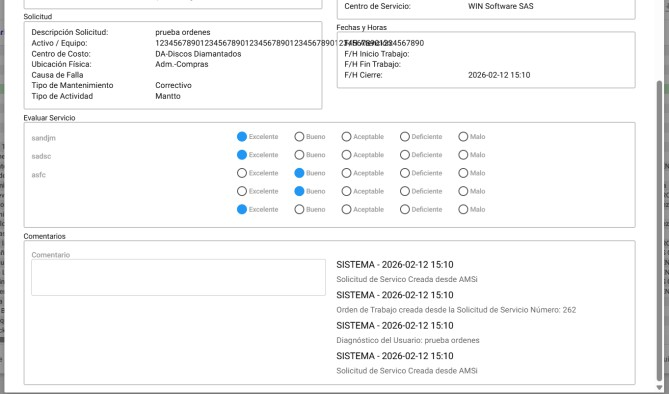 Centro de Servicio: WIN Software SAS
Solicitud
Descripción Solicitud: prueba ordenes
Activo / Equipo: 12345678901234567890123456789012345678901234567890
Centro de Costo: DA-Discos Diamantados
Ubicación Física: Adm.-Compras
Causa de Falla
Tipo de Mantenimiento Correctivo
Tipo de Actividad Mantto
Fechas y Horas
F/H Inicio Trabajo:
F/H Fin Trabajo:
F/H Cierre: 2026-02-12 15:10
Evaluar Servicio
sandjm Excelente Bueno Aceptable Deficiente Malo
sadsc Excelente Bueno Aceptable Deficiente Malo
asfc Excelente Bueno Aceptable Deficiente Malo
Excelente Bueno Aceptable Deficiente Malo
Excelente Bueno Aceptable Deficiente Malo
Comentarios
Comentario
SISTEMA - 2026-02-12 15:10
Solicitud de Servico Creada desde AMSi
SISTEMA - 2026-02-12 15:10
Orden de Trabajo creada desde la Solicitud de Servicio Número: 262
SISTEMA - 2026-02-12 15:10
Diagnóstico del Usuario: prueba ordenes
SISTEMA - 2026-02-12 15:10
Solicitud de Servico Creada desde AMSi